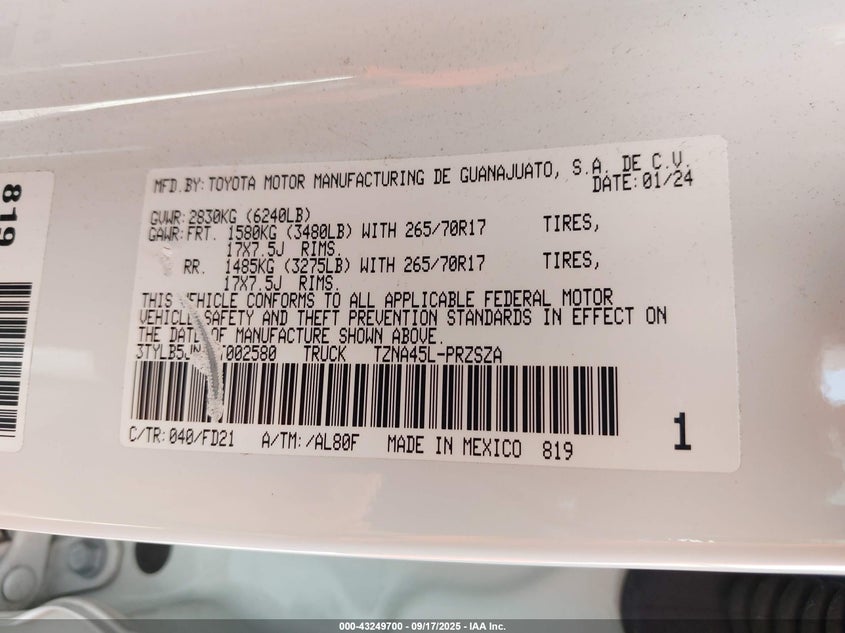 MFD.BY: TOYOTA MOTOR MANUFACTURING DE GUANAJUATO, S.A. DE C.V.
DATE: 01/24
GVWR: 2830KG (6240LB)
GAWR: FRT. 1580KG (3480LB) WITH 265/70R17 TIRES,
17X7.5J RIMS.
RR. 1485KG (3275LB) WITH 265/70R17 TIRES,
17X7.5J RIMS.
THIS VEHICLE CONFORMS TO ALL APPLICABLE FEDERAL MOTOR
VEHICLE SAFETY AND THEFT PREVENTION STANDARDS IN EFFECT ON
THE DATE OF MANUFACTURE SHOWN ABOVE.
TRUCK TZNA45L-PRZSZA
C/TR: 040/FD21 A/TM: /AL80F MADE IN MEXICO 819
1
819
000-43249700 - 09/17/2025 - IAA Inc.